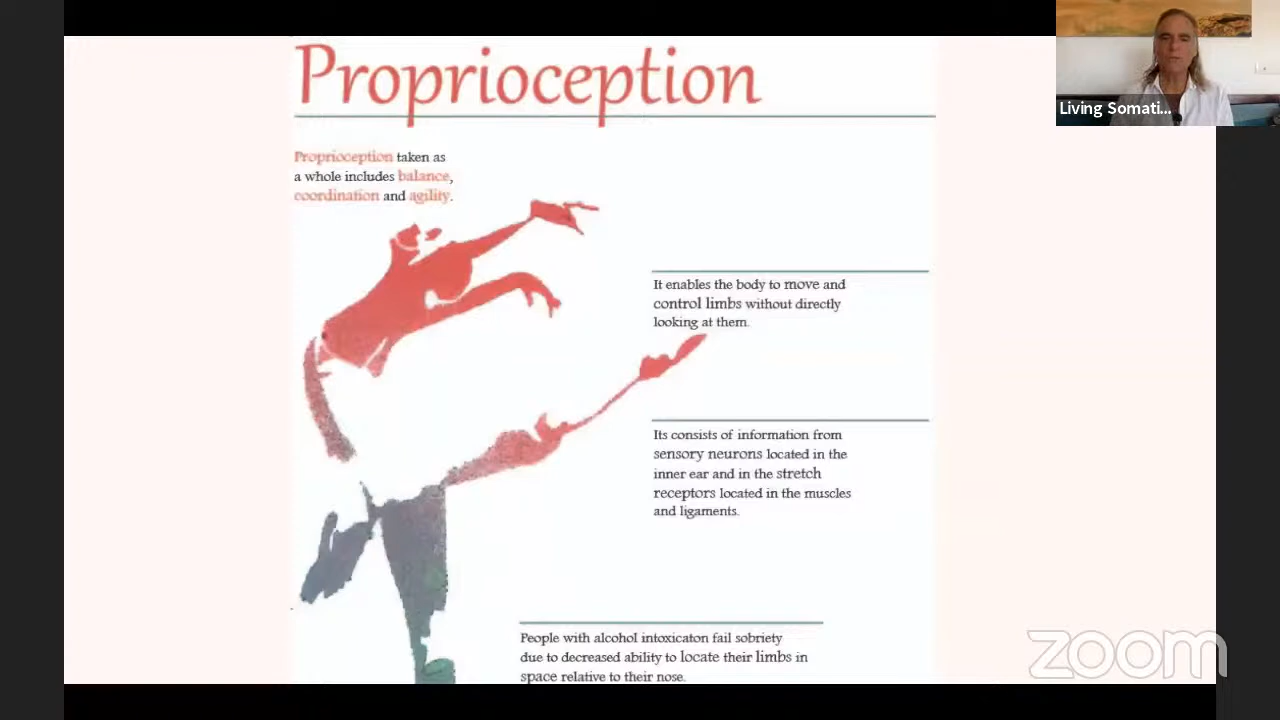 Proprioception
Proprioception taken as
a whole includes balance,
coordination and agility.
It enables the body to move and
control limbs without directly
looking at them.
Its consists of information from
sensory neurons located in the
inner ear and in the stretch
receptors located in the muscles
and ligaments.
People with alcohol intoxicaton fail sobriety
due to decreased ability to locate their limbs in
space relative to their nose.
Living Somati...
zoom